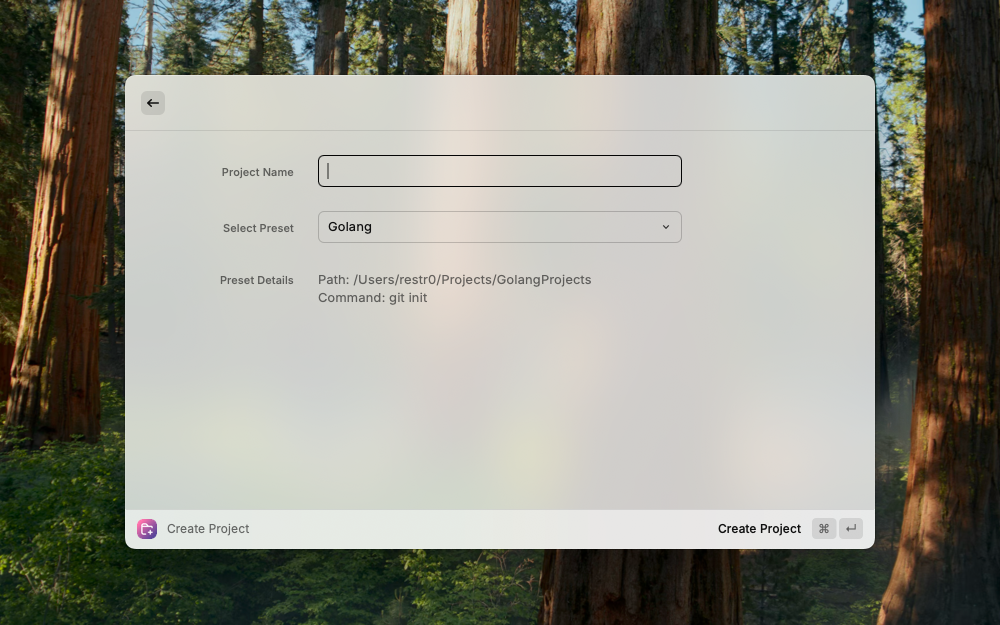 Project Name
Select Preset
Golang
Preset Details
Path: /Users/restr0/Projects/GolangProjects
Command: git init
Create Project
Create Project ⌘ ↵